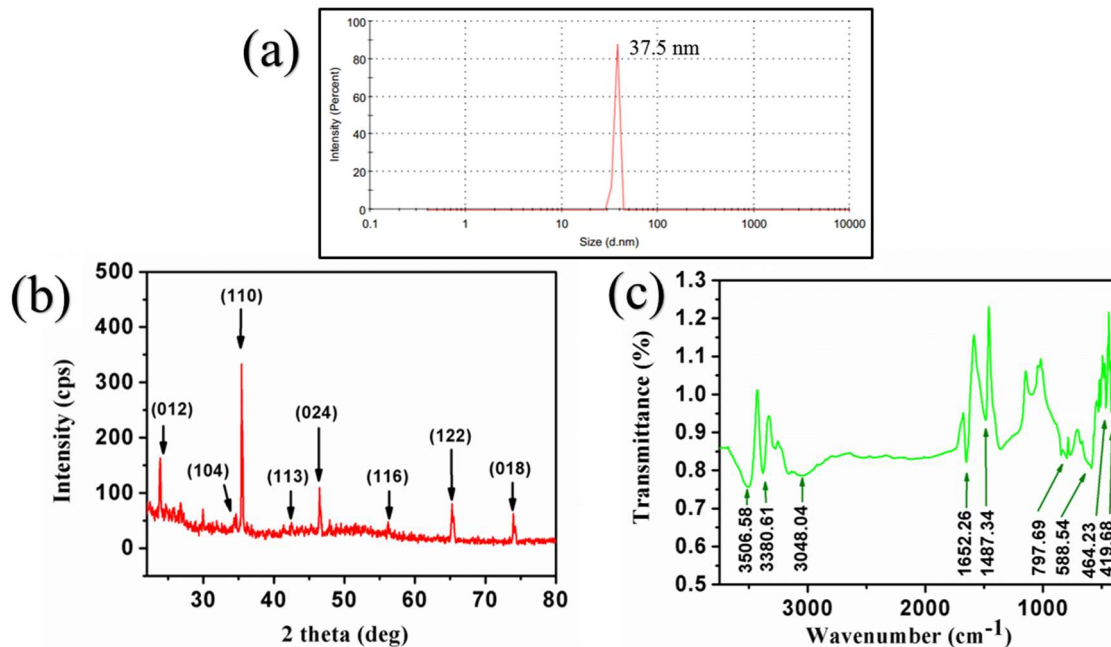 (a)
37.5 nm
Intensity (Percent)
100
80
60
40
20
0
0.1 1 10 100 1000 10000
Size (d.nm)
(b)
Intensity (cps)
500
400
300
200
100
0
(012)
(104)
(110)
(113)
(024)
(116)
(122)
(018)
30 40 50 60 70 80
2 theta (deg)
(c)
Transmittance (%)
1.3
1.2
1.1
1.0
0.9
0.8
0.7
0.6
0.5
3506.58
3380.61
3048.04
1652.26
1487.34
797.69
588.54
464.23
419.68
3000 2000 1000
Wavenumber (cm-1)